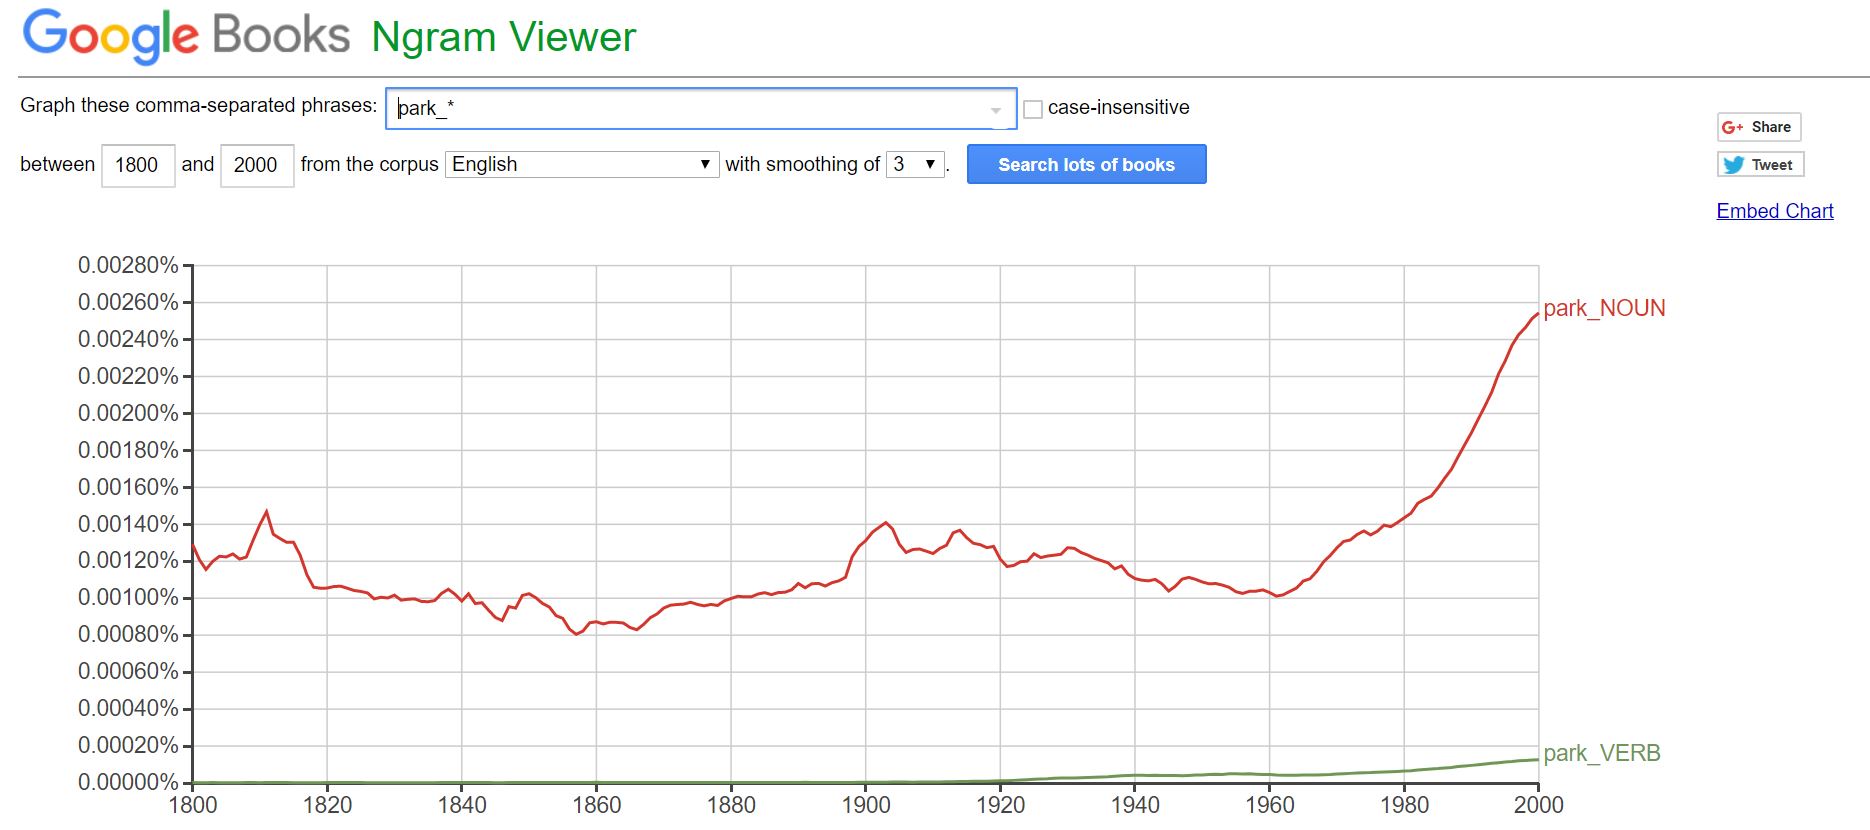 Google Books Ngram Viewer
Graph these comma-separated phrases: park_* case-insensitive
between 1800 and 2000 from the corpus English with smoothing of 3 . Search lots of books
G+ Share
Tweet
Embed Chart
0.00280%
0.00260%
park_NOUN
0.00240%
0.00220%
0.00200%
0.00180%
0.00160%
0.00140%
0.00120%
0.00100%
0.00080%
0.00060%
0.00040%
0.00020%
park_VERB
0.00000%
1800 1820 1840 1860 1880 1900 1920 1940 1960 1980 2000